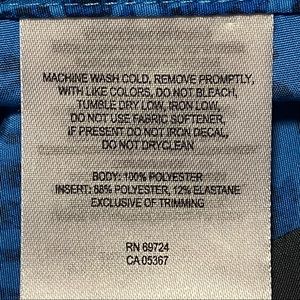 MACHINE WASH COLD, REMOVE PROMPTLY,
WITH LIKE COLORS, DO NOT BLEACH,
TUMBLE DRY LOW, IRON LOW,
DO NOT USE FABRIC SOFTENER,
IF PRESENT DO NOT IRON DECAL,
DO NOT DRYCLEAN
BODY: 100% POLYESTER
INSERT: 88% POLYESTER, 12% ELASTANE
EXCLUSIVE OF TRIMMING
RN 69724
CA 05367